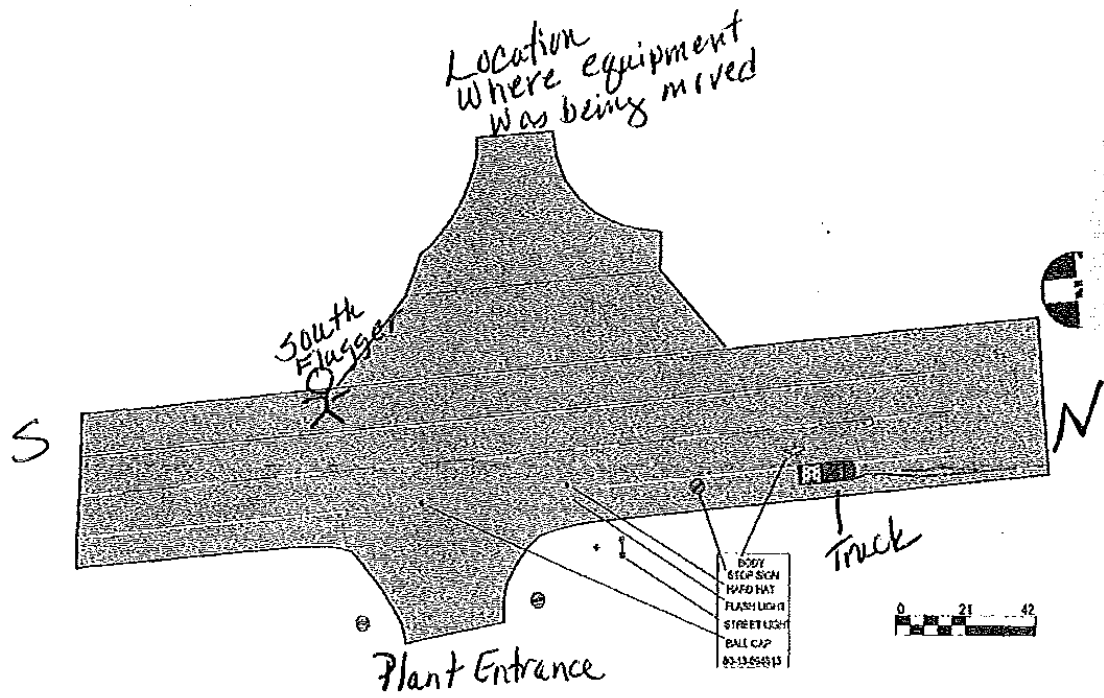 Location
Where equipment
Was being moved
South
Flagger
S
N
Truck
BODY
STOP SIGN
HARD HAT
FLASH LIGHT
STREET LIGHT
BALL CAP
0 21 42
Plant Entrance